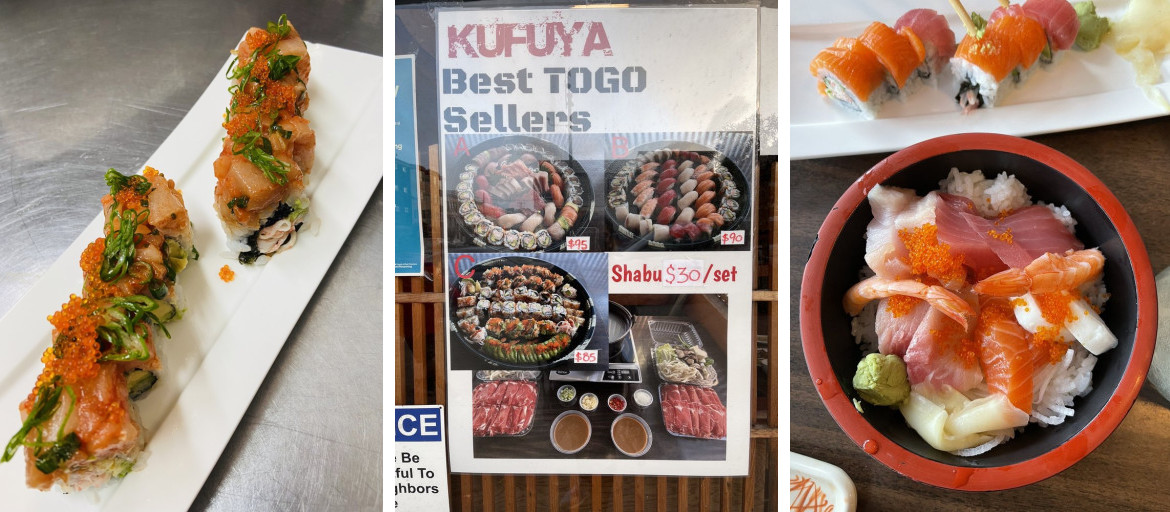 KUFUYA
Best TOGO
Sellers
A
B
$95
$90
C
Shabu $30/set
$85
CE
Be
ful To
ghbors